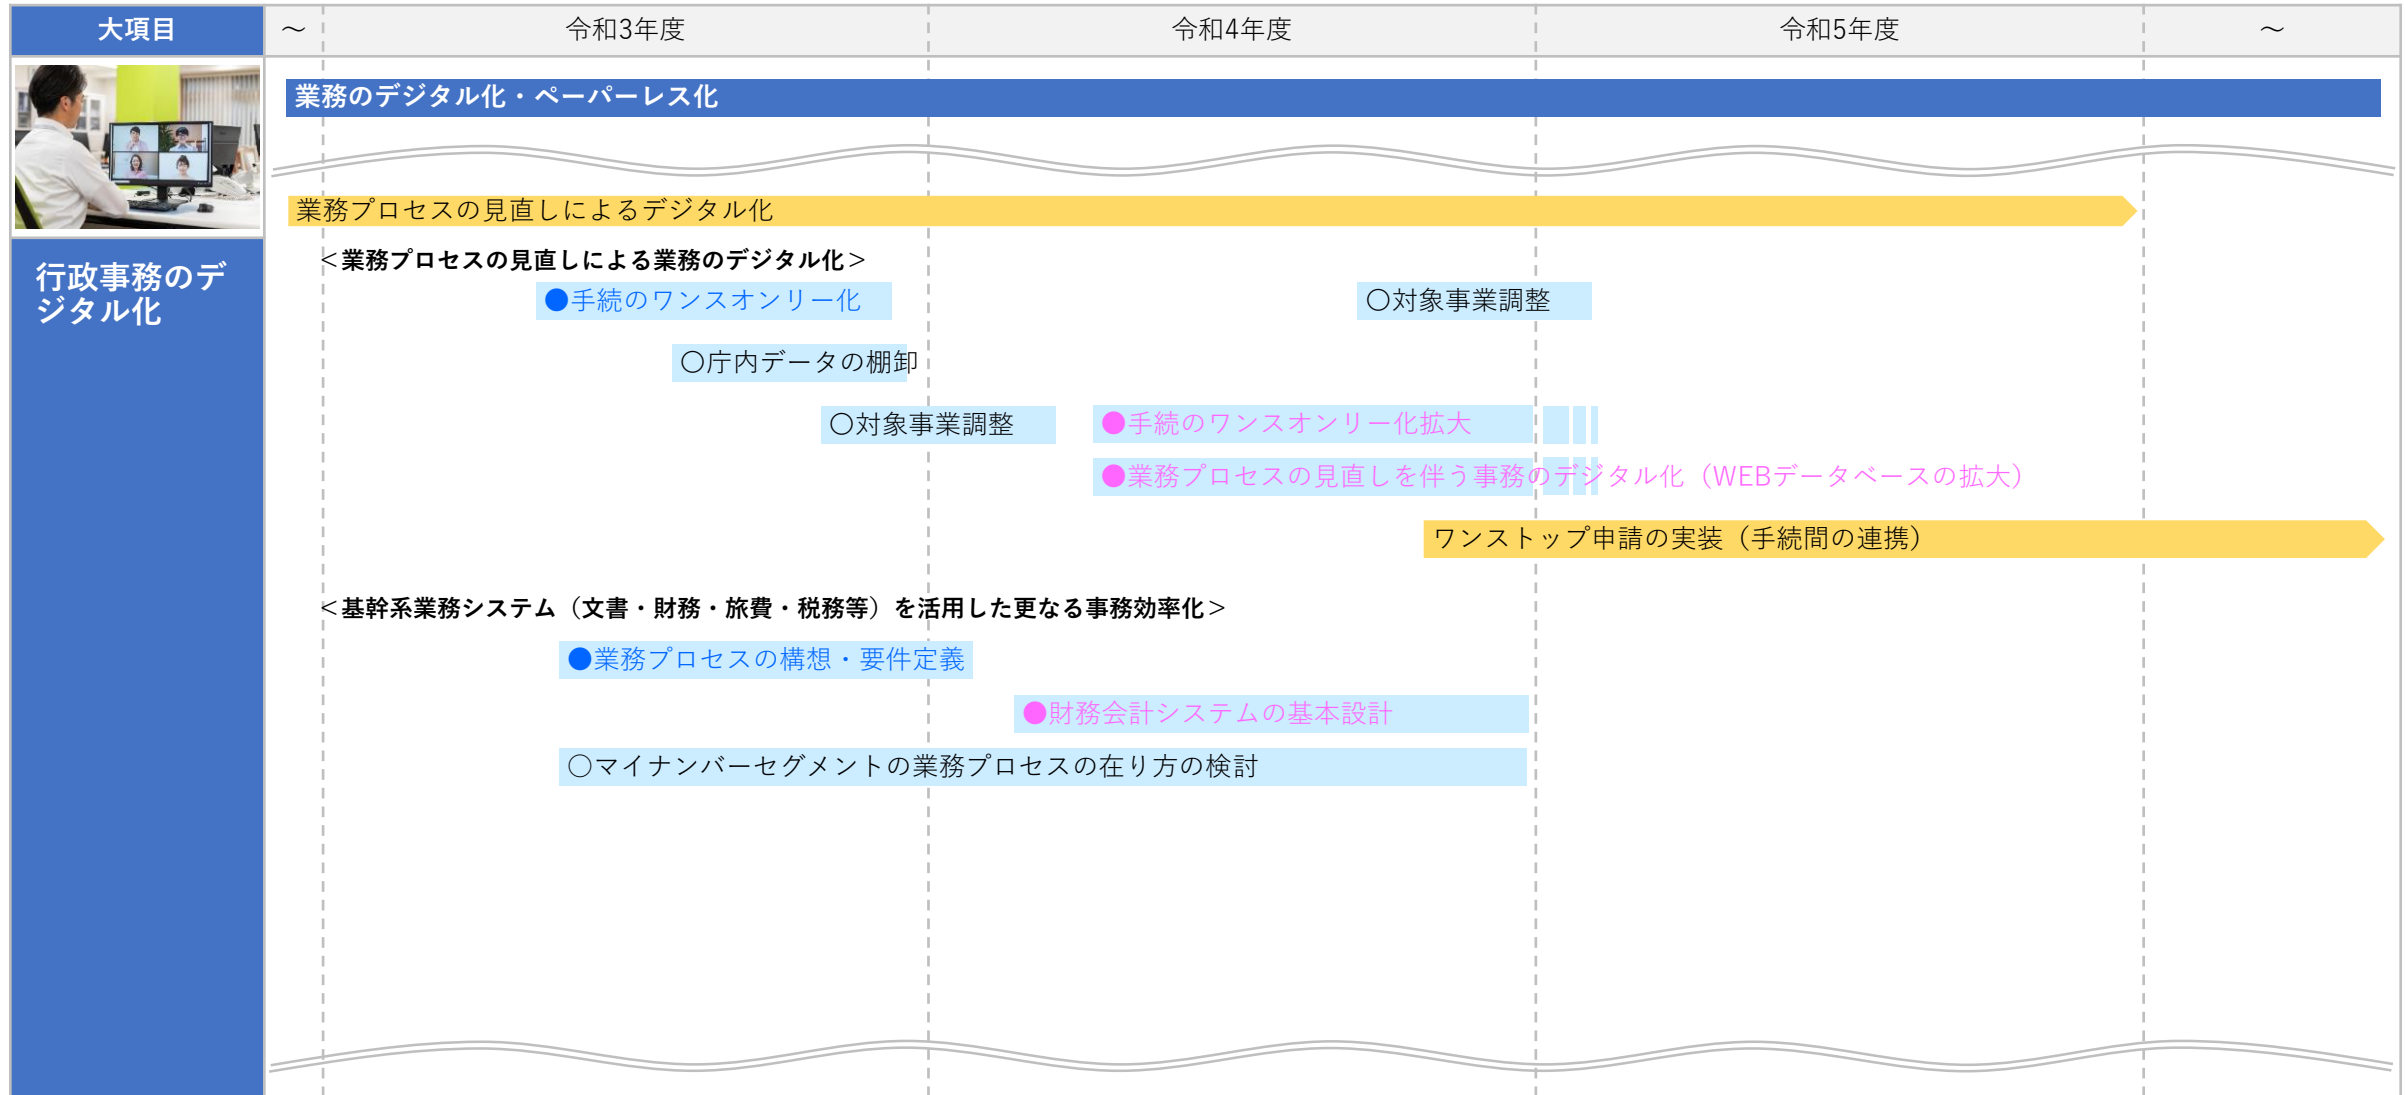 大項目
～
令和3年度
令和4年度
令和5年度
～
業務のデジタル化・ペーパーレス化
業務プロセスの見直しによるデジタル化
行政事務のデ
ジタル化
＜業務プロセスの見直しによる業務のデジタル化＞
●手続のワンスオンリー化
○対象事業調整
○庁内データの棚卸
○対象事業調整
●手続のワンスオンリー化拡大
●業務プロセスの見直しを伴う事務のデジタル化（WEBデータベースの拡大）
ワンストップ申請の実装（手続間の連携）
＜基幹系業務システム（文書・財務・旅費・税務等）を活用した更なる事務効率化＞
●業務プロセスの構想・要件定義
●財務会計システムの基本設計
○マイナンバーセグメントの業務プロセスの在り方の検討